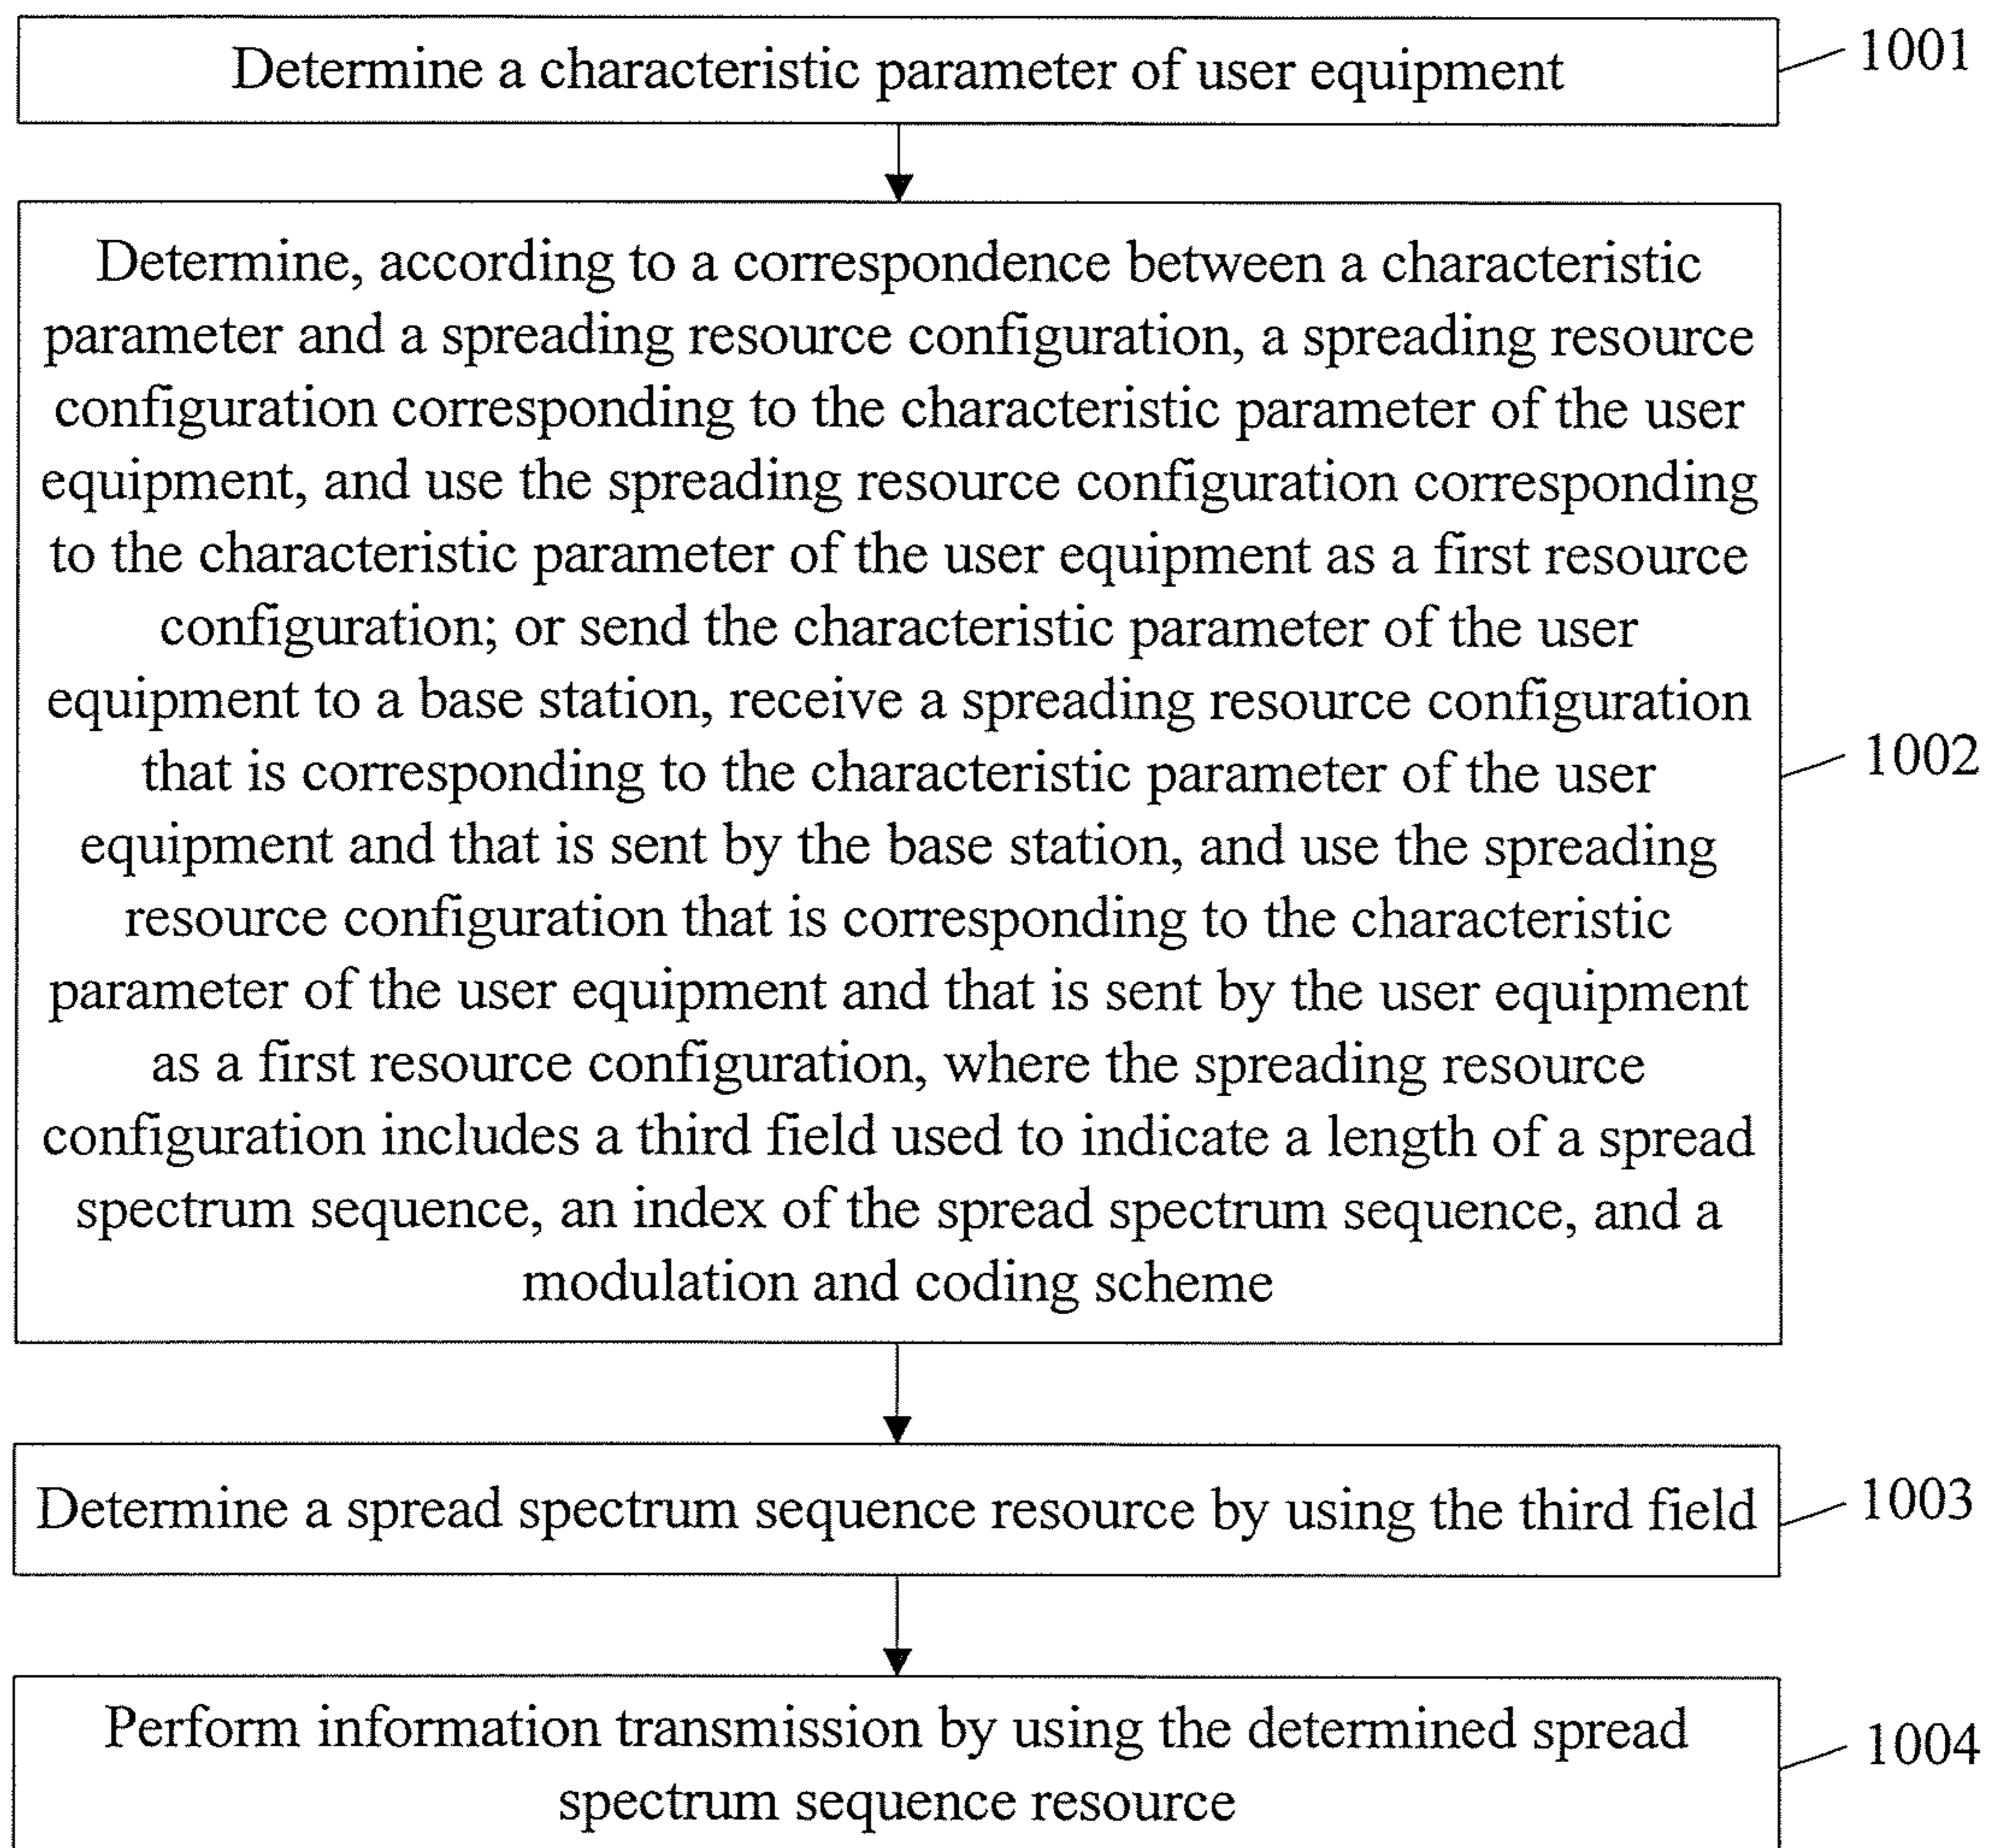 Determine a characteristic parameter of user equipment
1001
Determine, according to a correspondence between a characteristic
parameter and a spreading resource configuration, a spreading resource
configuration corresponding to the characteristic parameter of the user
equipment, and use the spreading resource configuration corresponding
to the characteristic parameter of the user equipment as a first resource
configuration; or send the characteristic parameter of the user
equipment to a base station, receive a spreading resource configuration
that is corresponding to the characteristic parameter of the user
equipment and that is sent by the base station, and use the spreading
resource configuration that is corresponding to the characteristic
parameter of the user equipment and that is sent by the user equipment
as a first resource configuration, where the spreading resource
configuration includes a third field used to indicate a length of a spread
spectrum sequence, an index of the spread spectrum sequence, and a
modulation and coding scheme
1002
Determine a spread spectrum sequence resource by using the third field
1003
Perform information transmission by using the determined spread
spectrum sequence resource
1004